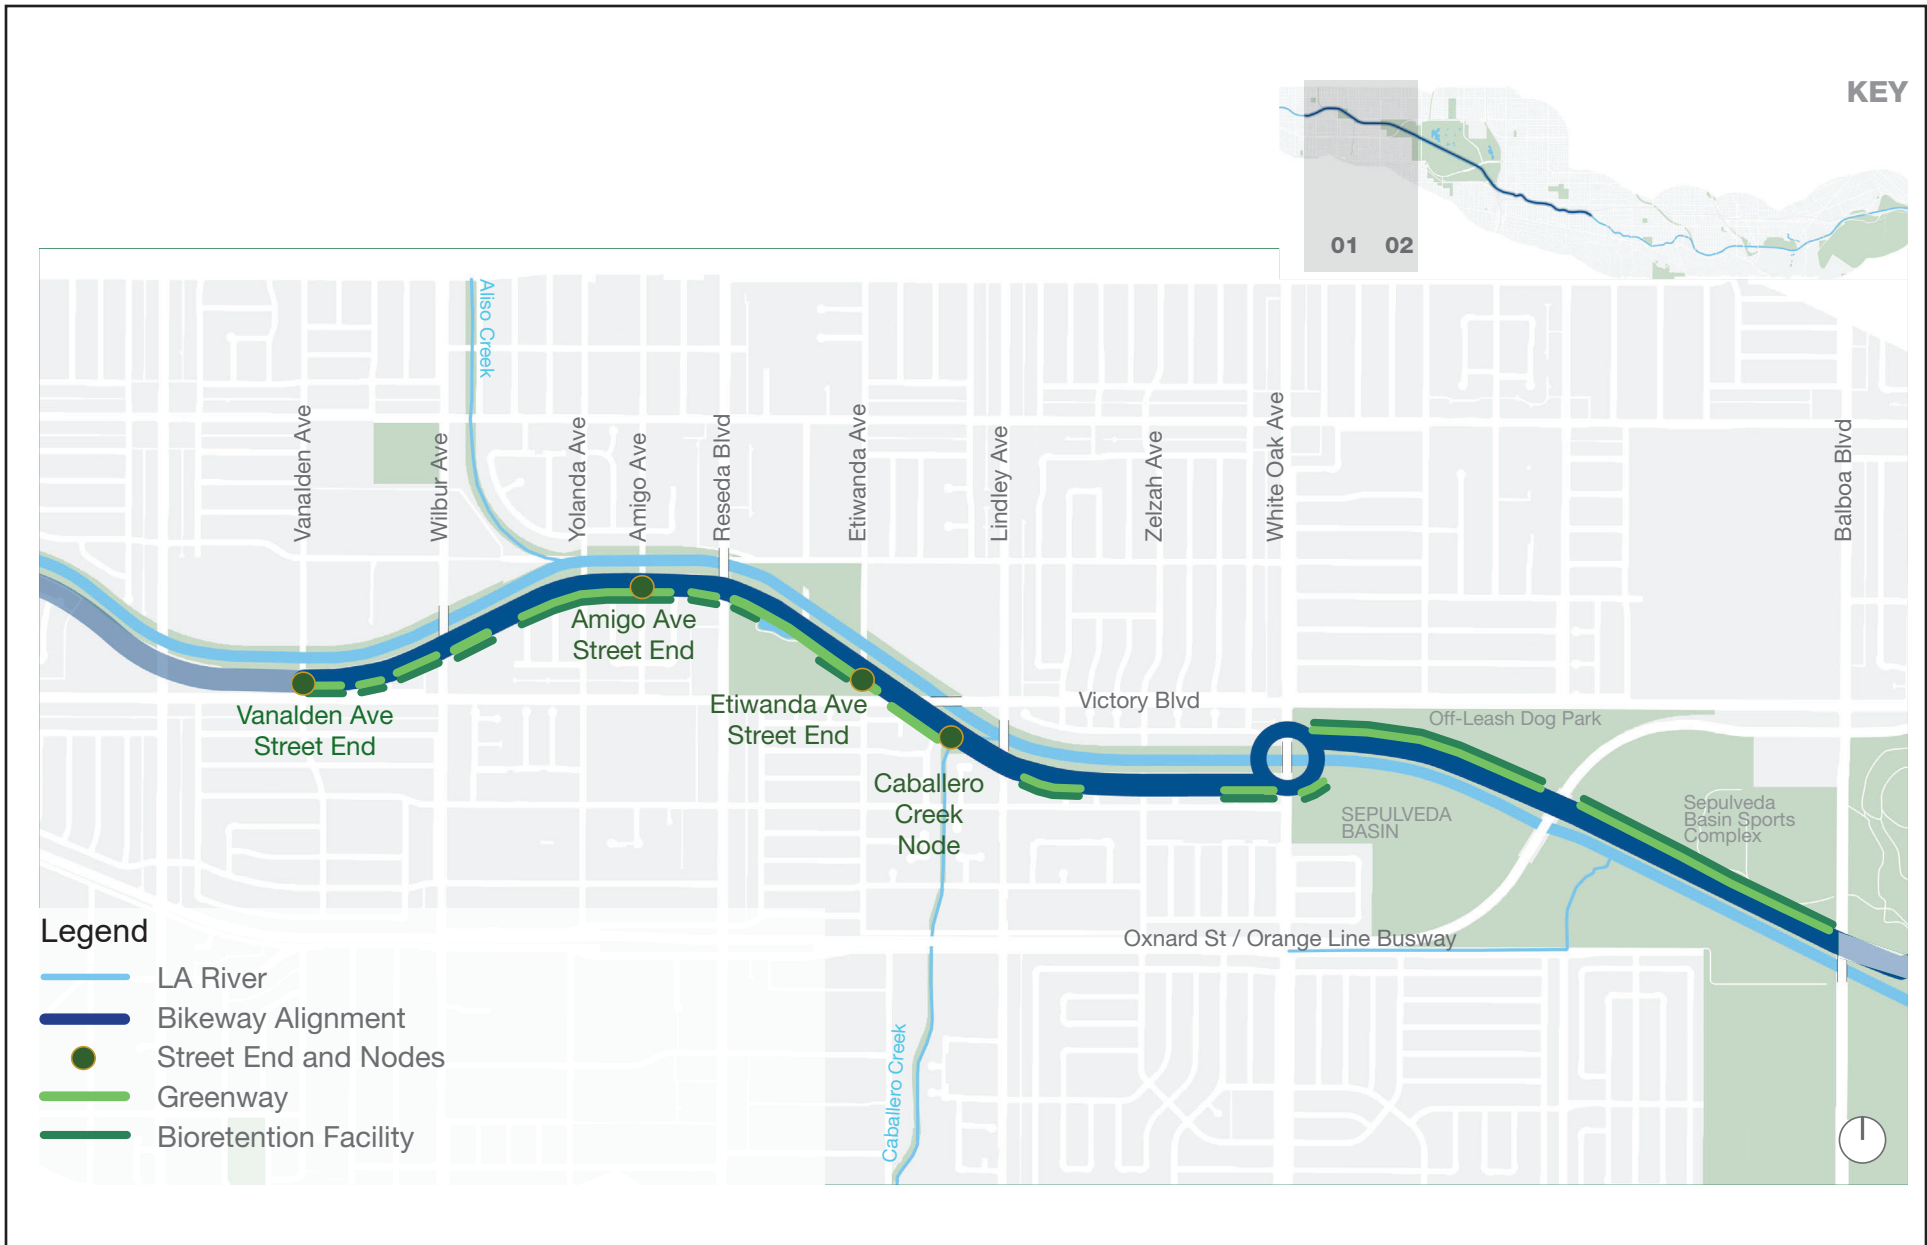 KEY
01 02
Aliso Creek
Vanalden Ave
Wilbur Ave
Yolanda Ave
Amigo Ave
Reseda Blvd
Etiwanda Ave
Lindley Ave
Zelzah Ave
White Oak Ave
Balboa Blvd
Amigo Ave
Street End
Vanalden Ave
Street End
Etiwanda Ave
Street End
Victory Blvd
Off-Leash Dog Park
Caballero
Creek
Node
SEPULVEDA
BASIN
Sepulveda
Basin Sports
Complex
Oxnard St / Orange Line Busway
Caballero Creek
Legend
LA River
Bikeway Alignment
Street End and Nodes
Greenway
Bioretention Facility